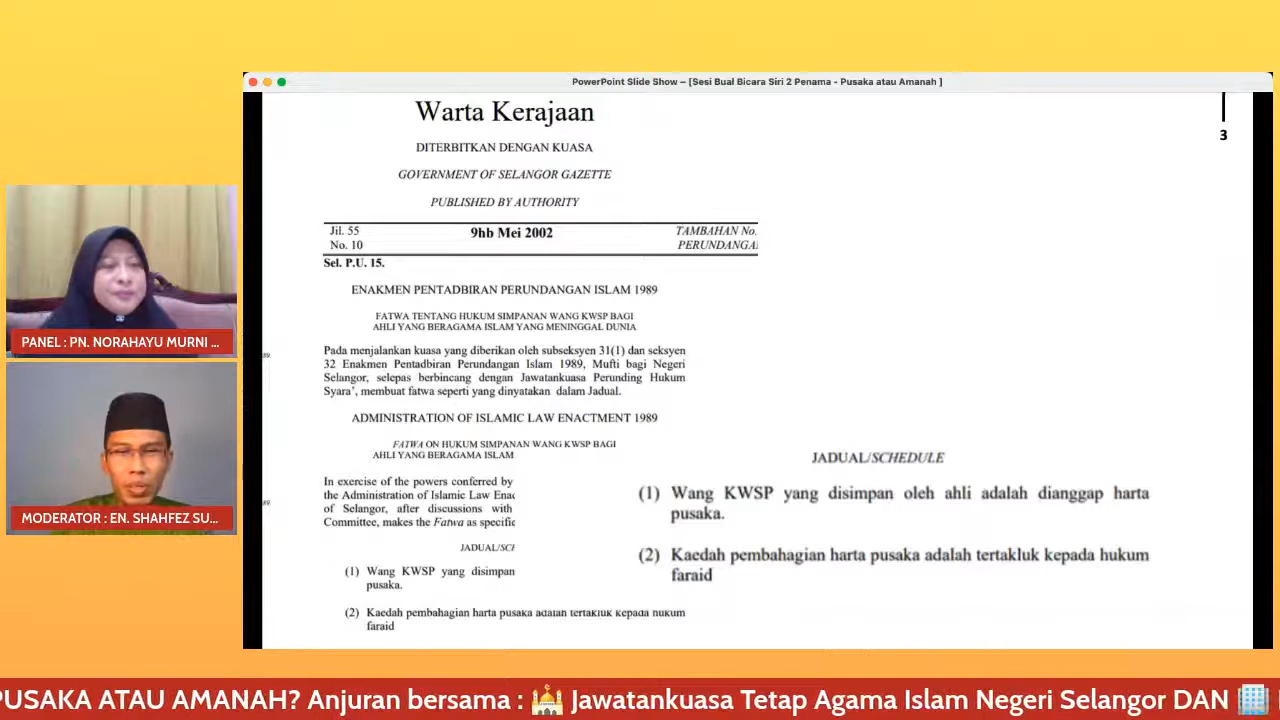 PowerPoint Slide Show – [Sesi Bual Bicara Siri 2 Penama - Pusaka atau Amanah ]
3
Warta Kerajaan
DITERBITKAN DENGAN KUASA
GOVERNMENT OF SELANGOR GAZETTE
PUBLISHED BY AUTHORITY
Jil. 55
No. 10
9hb Mei 2002
TAMBAHAN No.
PERUNDANGA
Sel. P.U. 15.
ENAKMEN PENTADBIRAN PERUNDANGAN ISLAM 1989
FATWA TENTANG HUKUM SIMPANAN WANG KWSP BAGI
AHLI YANG BERAGAMA ISLAM YANG MENINGGAL DUNIA
Pada menjalankan kuasa yang diberikan oleh subseksyen 31(1) dan seksyen
32 Enakmen Pentadbiran Perundangan Islam 1989, Mufti bagi Negeri
Selangor, selepas berbincang dengan Jawatankuasa Perunding Hukum
Syara’, membuat fatwa seperti yang dinyatakan dalam Jadual.
ADMINISTRATION OF ISLAMIC LAW ENACTMENT 1989
FATWA ON HUKUM SIMPANAN WANG KWSP BAGI
AHLI YANG BERAGAMA ISLAM
In exercise of the powers conferred by
the Administration of Islamic Law Enac
of Selangor, after discussions with
Committee, makes the Fatwa as specific
JADUAL/SCH
(1) Wang KWSP yang disimpan
pusaka.
(2) Kaedah pembahagian harta pusaka adalah tertakluk kepada hukum
faraid
JADUAL/SCHEDULE
(1) Wang KWSP yang disimpan oleh ahli adalah dianggap harta
pusaka.
(2) Kaedah pembahagian harta pusaka adalah tertakluk kepada hukum
faraid
89.
89.
PANEL : PN. NORAHAYU MURNI ...
MODERATOR : EN. SHAHFEZ SU...
PUSAKA ATAU AMANAH? Anjuran bersama : 🕌 Jawatankuasa Tetap Agama Islam Negeri Selangor DAN 🏢